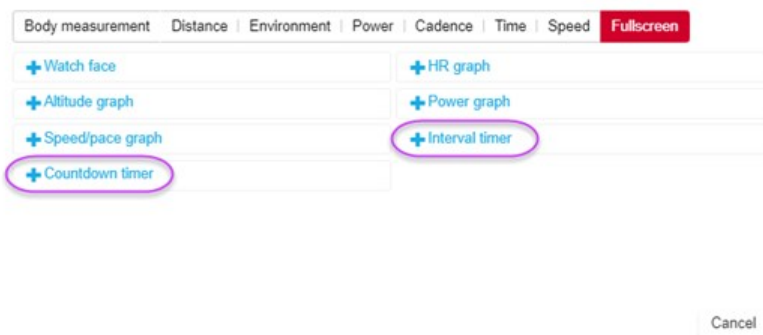 Body measurement Distance Environment Power Cadence Time Speed Fullscreen
Watch face HR graph
Altitude graph Power graph
Speed/pace graph Interval timer
Countdown timer
Cancel